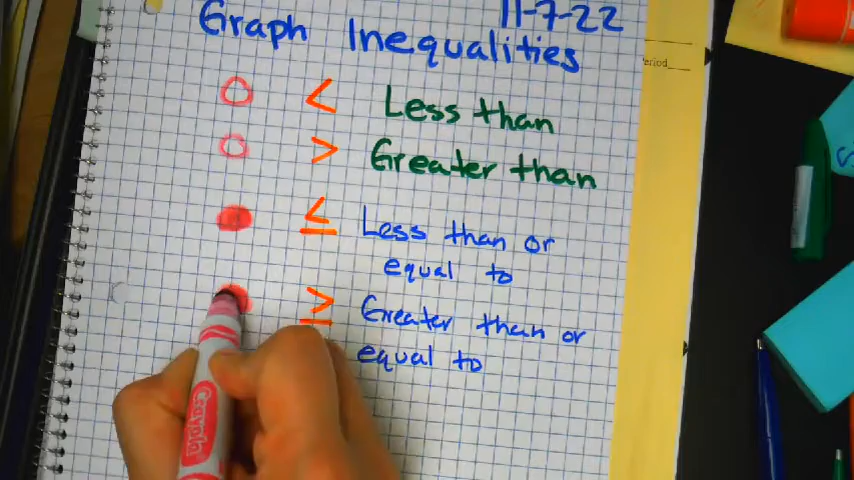 11-7-22
Graph Inequalities
< Less than
> Greater than
≤ Less than or
equal to
≥ Greater than or
equal to
Period
Crayola